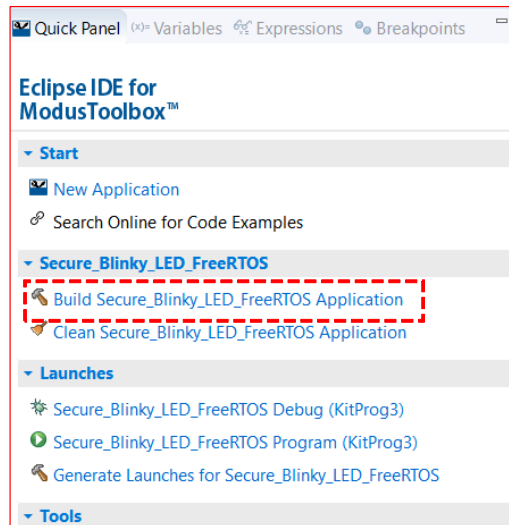 Quick Panel (x)= Variables Expressions Breakpoints
Eclipse IDE for
ModusToolbox™
Start
New Application
Search Online for Code Examples
Secure_Blinky_LED_FreeRTOS
Build Secure_Blinky_LED_FreeRTOS Application
Clean Secure_Blinky_LED_FreeRTOS Application
Launches
Secure_Blinky_LED_FreeRTOS Debug (KitProg3)
Secure_Blinky_LED_FreeRTOS Program (KitProg3)
Generate Launches for Secure_Blinky_LED_FreeRTOS
Tools